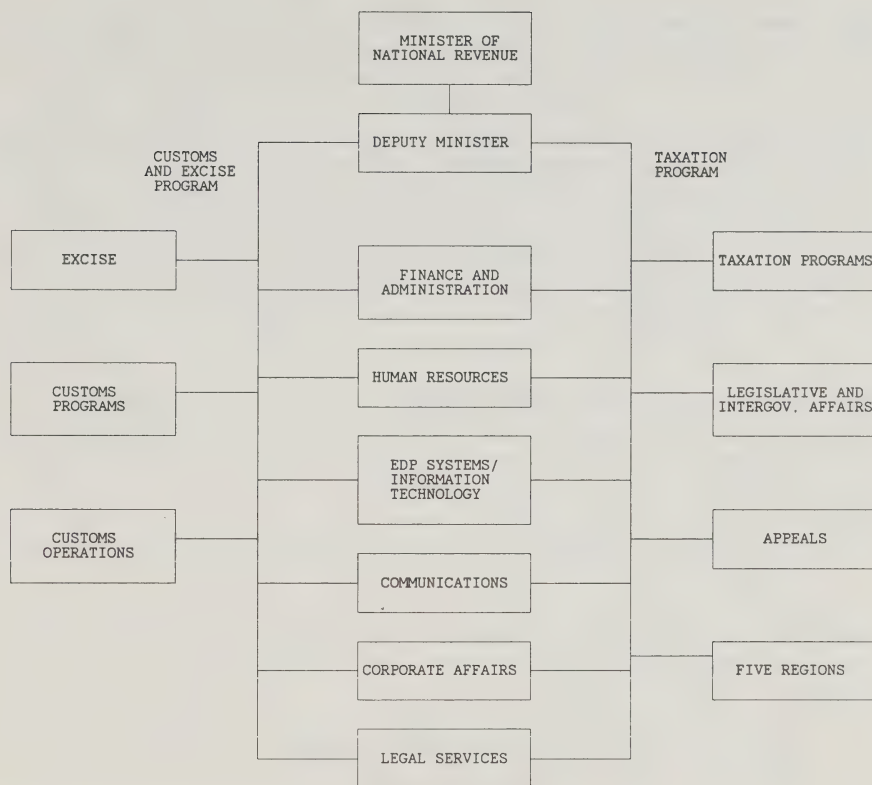 MINISTER OF
NATIONAL REVENUE
DEPUTY MINISTER
CUSTOMS
AND EXCISE
PROGRAM
TAXATION
PROGRAM
EXCISE
FINANCE AND
ADMINISTRATION
TAXATION PROGRAMS
CUSTOMS
PROGRAMS
HUMAN RESOURCES
LEGISLATIVE AND
INTERGOV. AFFAIRS
EDP SYSTEMS/
INFORMATION
TECHNOLOGY
CUSTOMS
OPERATIONS
APPEALS
COMMUNICATIONS
CORPORATE AFFAIRS
FIVE REGIONS
LEGAL SERVICES